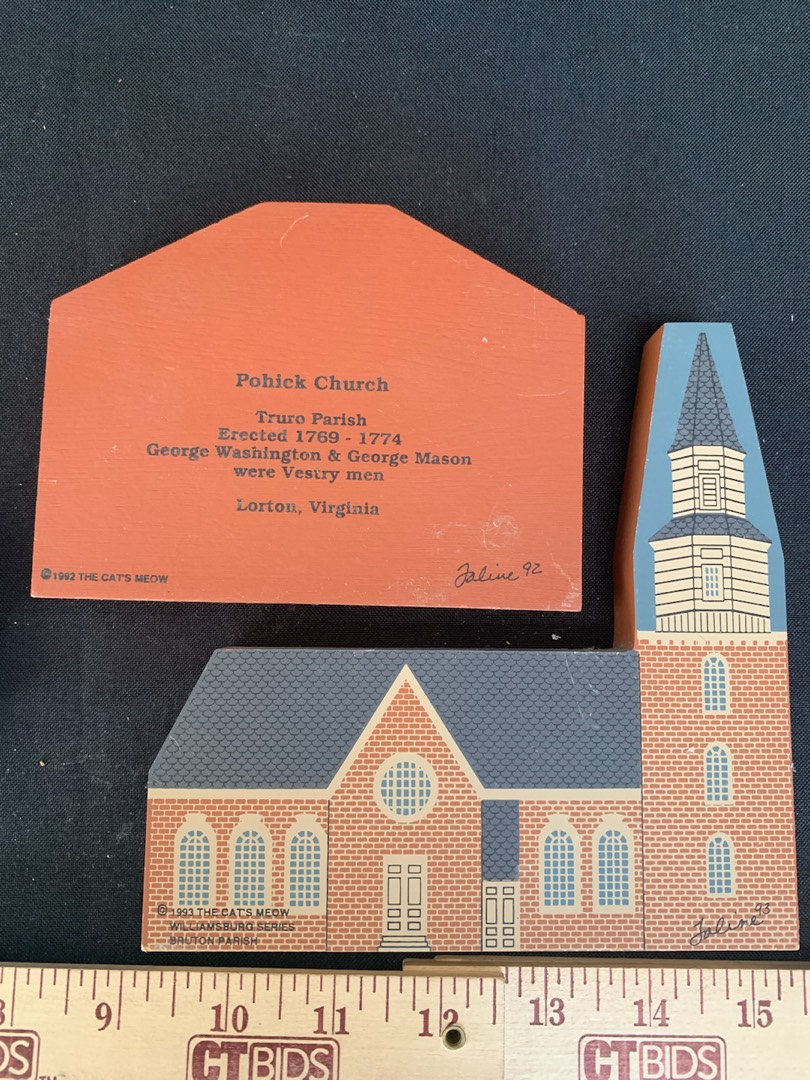 Pohick Church
Truro Parish
Erected 1769 - 1774
George Washington & George Mason
were Vestry men
Lorton, Virginia
©1992 THE CAT'S MEOW
Faline 92
© 1993 THE CAT'S MEOW
WILLIAMSBURG SERIES
BRUTON PARISH
Faline 93
8 9 10 11 12 13 14 15
DS™ CTBIDS CTBIDS